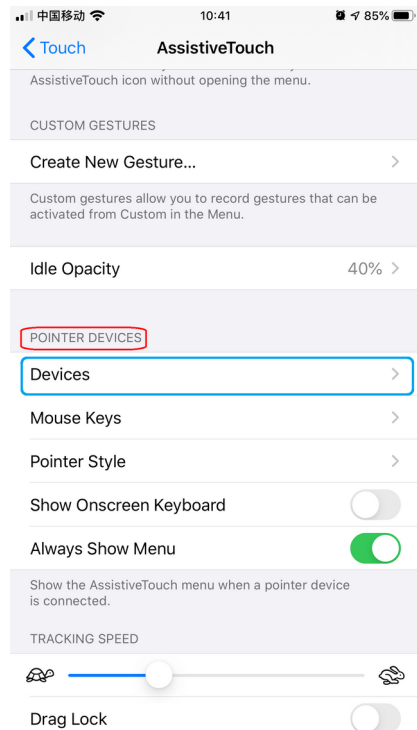 中国移动 10:41 85%
Touch AssistiveTouch
AssistiveTouch icon without opening the menu.
CUSTOM GESTURES
Create New Gesture...
Custom gestures allow you to record gestures that can be
activated from Custom in the Menu.
Idle Opacity 40%
POINTER DEVICES
Devices
Mouse Keys
Pointer Style
Show Onscreen Keyboard
Always Show Menu
Show the AssistiveTouch menu when a pointer device
is connected.
TRACKING SPEED
Drag Lock